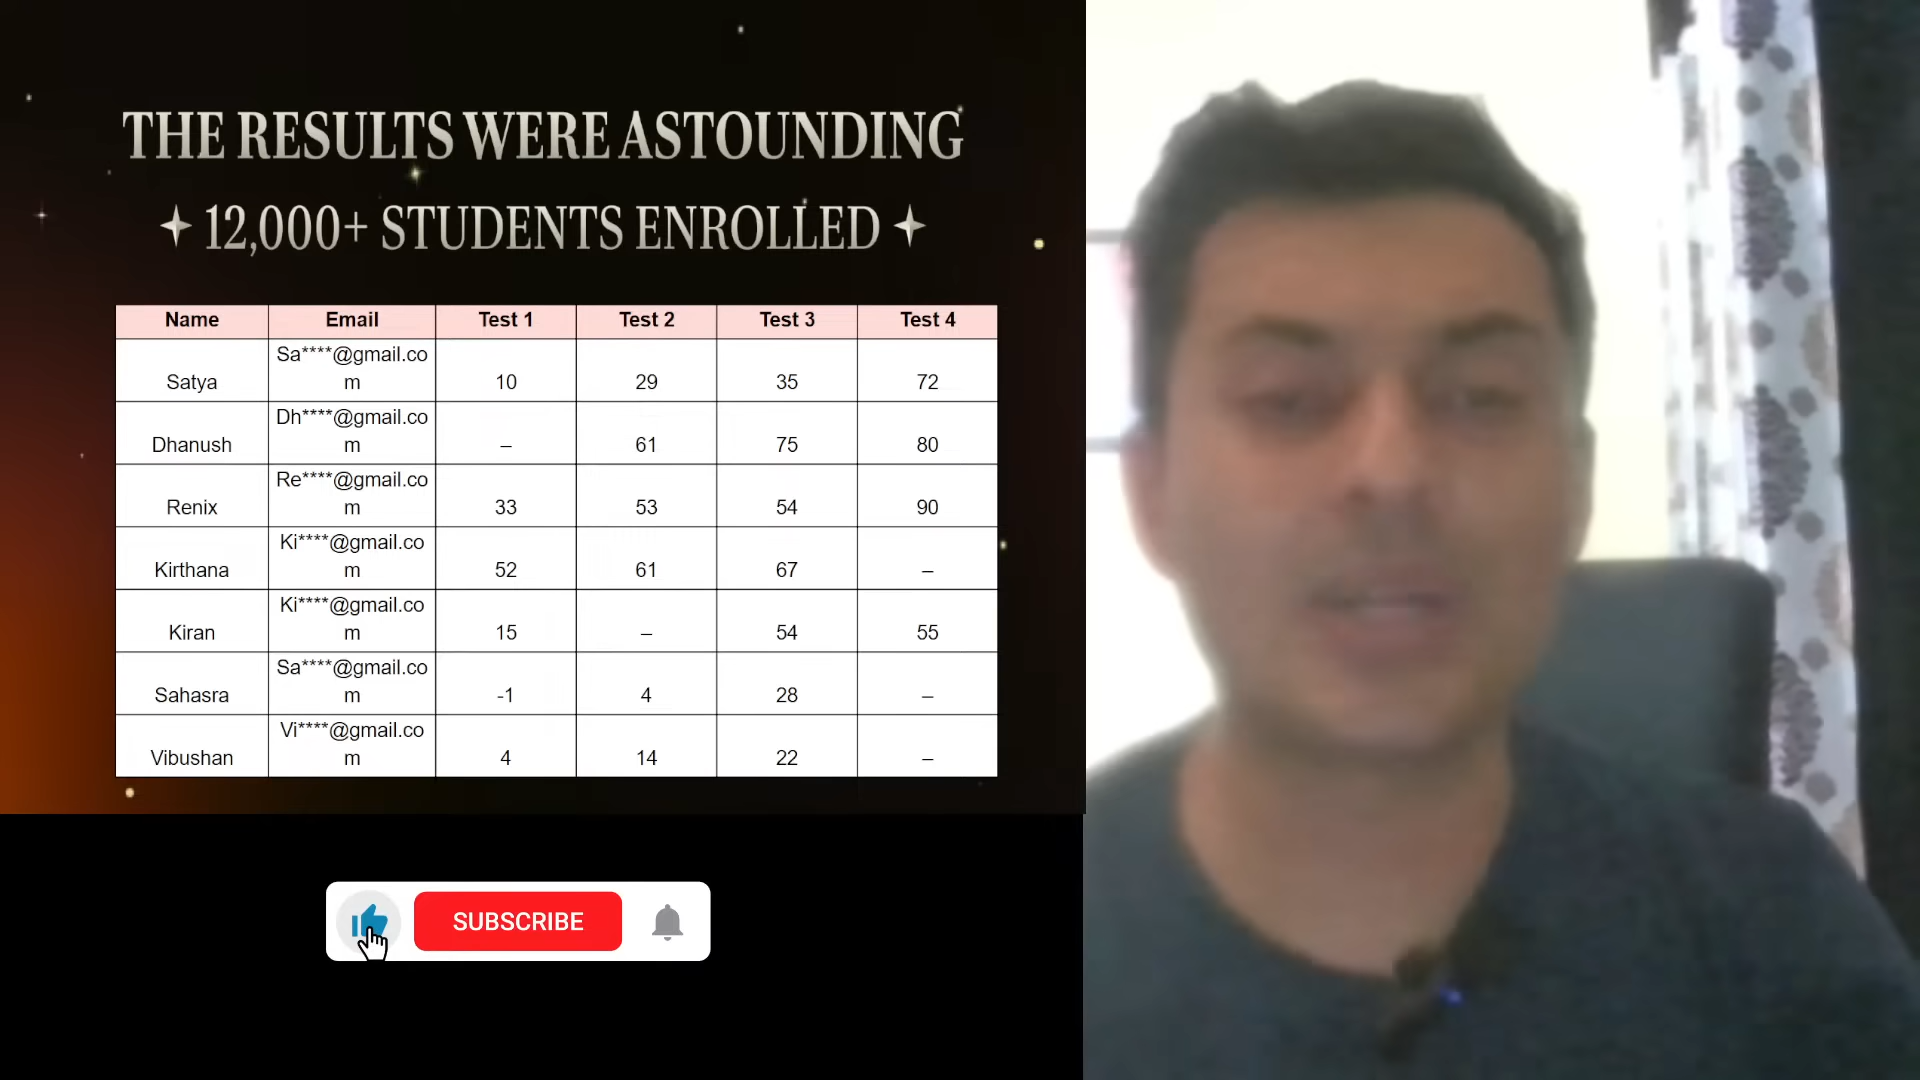 THE RESULTS WERE ASTOUNDING
12,000+ STUDENTS ENROLLED
Name Email Test 1 Test 2 Test 3 Test 4
Sa****@gmail.co
Satya m 10 29 35 72
Dh****@gmail.co
Dhanush m – 61 75 80
Re****@gmail.co
Renix m 33 53 54 90
Ki****@gmail.co
Kirthana m 52 61 67 –
Ki****@gmail.co
Kiran m 15 – 54 55
Sa****@gmail.co
Sahasra m -1 4 28 –
Vi****@gmail.co
Vibushan m 4 14 22 –
SUBSCRIBE